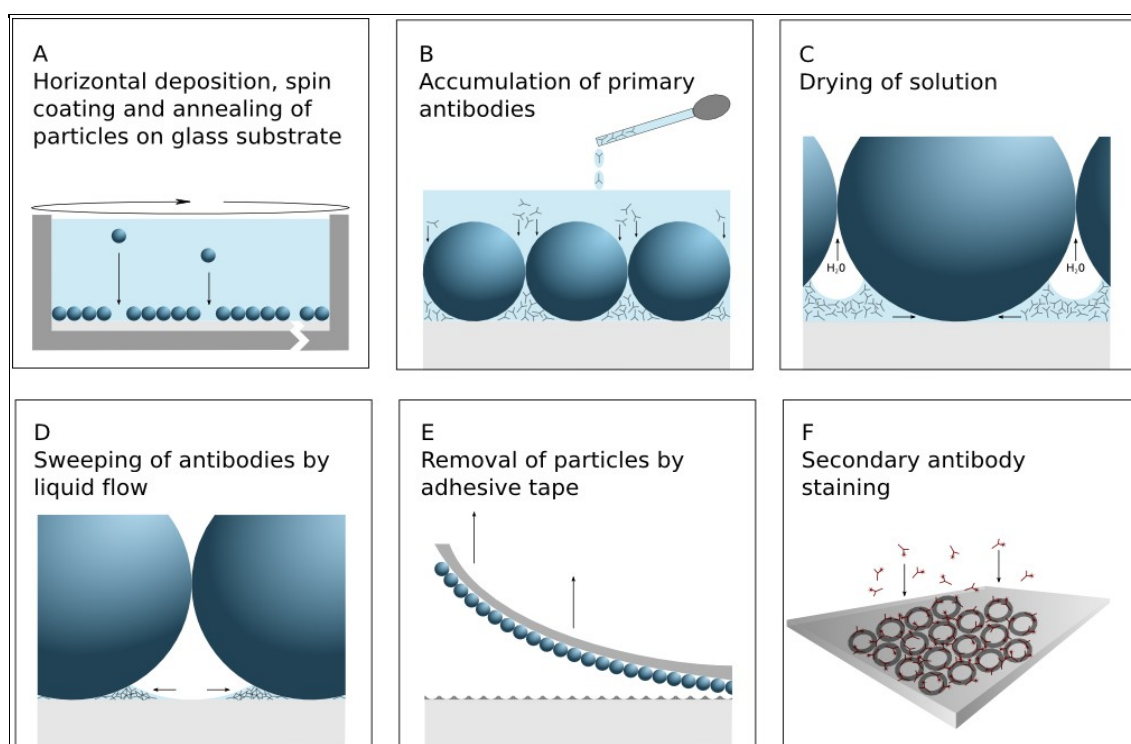 A
Horizontal deposition, spin
coating and annealing of
particles on glass substrate
B
Accumulation of primary
antibodies
C
Drying of solution
H₂0
H₂0
D
Sweeping of antibodies by
liquid flow
E
Removal of particles by
adhesive tape
F
Secondary antibody
staining